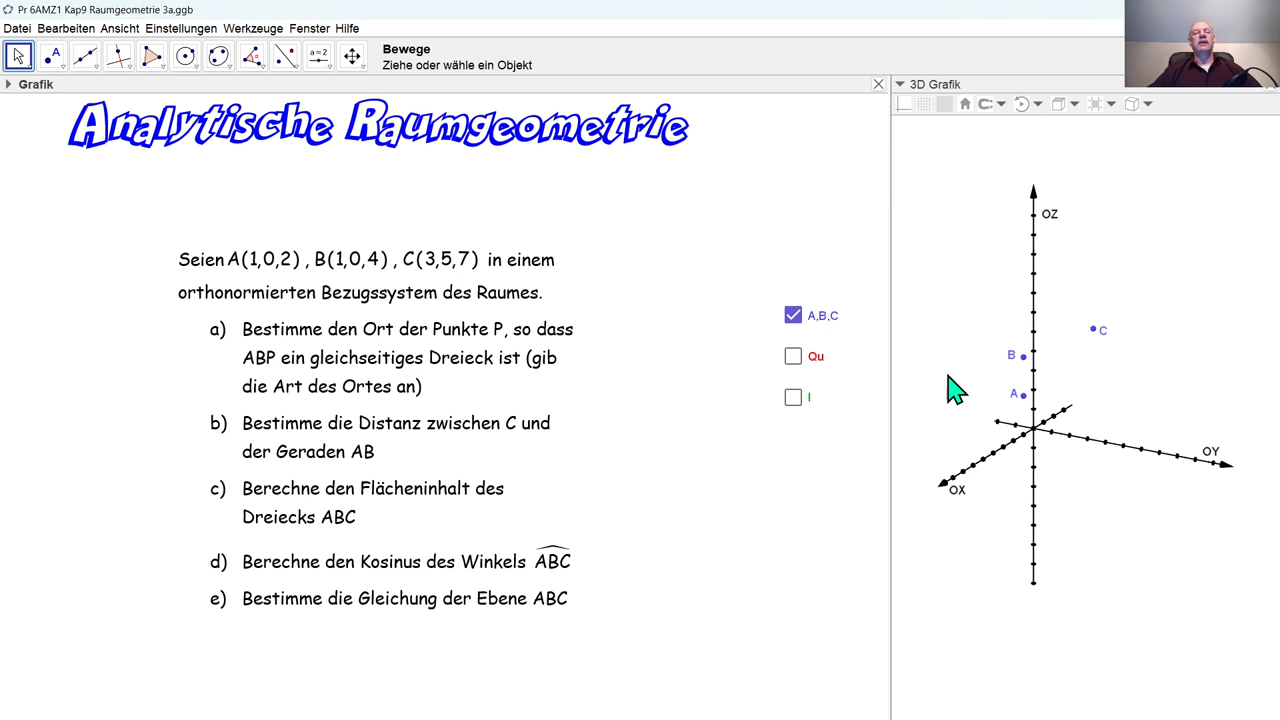 Pr 6AMZ1 Kap9 Raumgeometrie 3a.ggb
Datei Bearbeiten Ansicht Einstellungen Werkzeuge Fenster Hilfe
A
a=2
Bewege
Ziehe oder wähle ein Objekt
Grafik
3D Grafik
Analytische Raumgeometrie
Seien A(1,0,2) , B(1,0,4) , C(3,5,7) in einem
orthonormierten Bezugssystem des Raumes.
a) Bestimme den Ort der Punkte P, so dass
ABP ein gleichseitiges Dreieck ist (gib
die Art des Ortes an)
b) Bestimme die Distanz zwischen C und
der Geraden AB
c) Berechne den Flächeninhalt des
Dreiecks ABC
d) Berechne den Kosinus des Winkels ABC
e) Bestimme die Gleichung der Ebene ABC
A,B,C
Qu
I
OZ
C
B
A
OY
OX